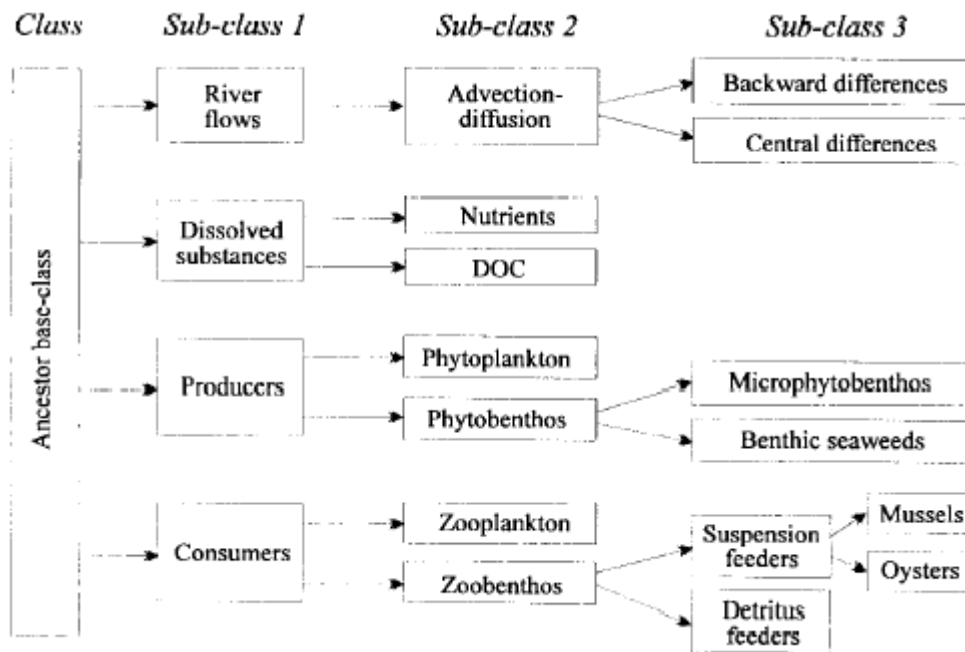 Class
Sub-class 1
Sub-class 2
Sub-class 3
Ancestor base-class
River
flows
Advection-
diffusion
Backward differences
Central differences
Dissolved
substances
Nutrients
DOC
Producers
Phytoplankton
Phytobenthos
Microphytobenthos
Benthic seaweeds
Consumers
Zooplankton
Zoobenthos
Suspension
feeders
Mussels
Oysters
Detritus
feeders